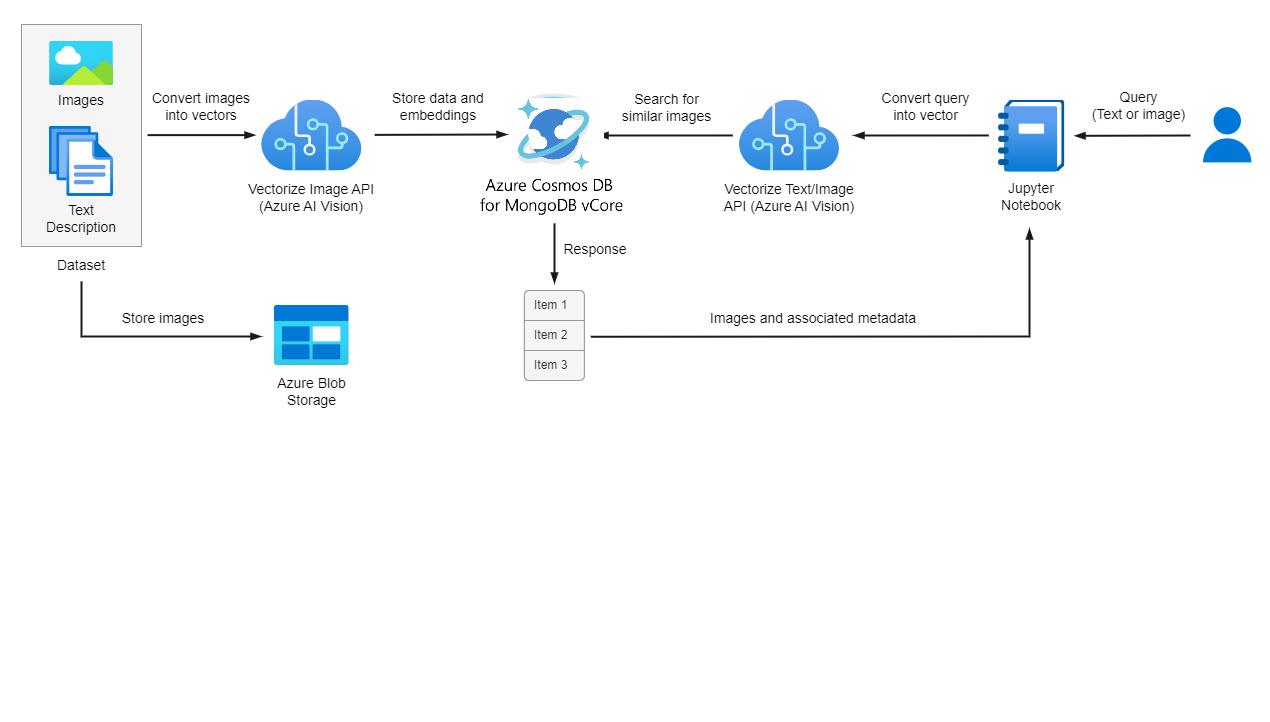 Images
Text
Description
Dataset
Convert images
into vectors
Vectorize Image API
(Azure AI Vision)
Store data and
embeddings
Azure Cosmos DB
for MongoDB vCore
Search for
similar images
Vectorize Text/Image
API (Azure AI Vision)
Convert query
into vector
Jupyter
Notebook
Query
(Text or image)
Response
Item 1
Item 2
Item 3
Images and associated metadata
Store images
Azure Blob
Storage